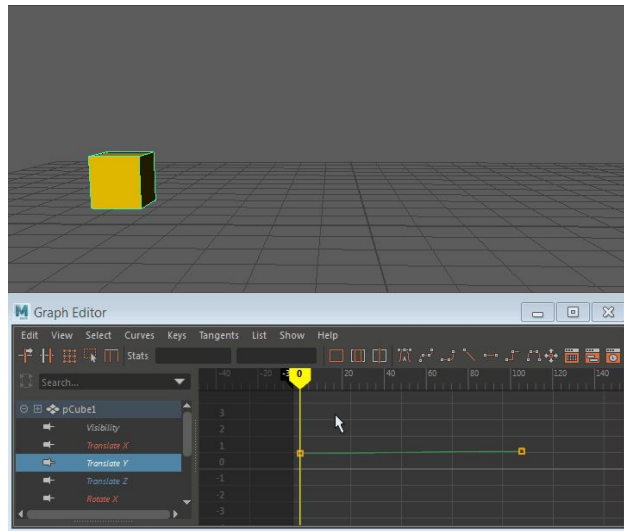 M Graph Editor
Edit View Select Curves Keys Tangents List Show Help
Stats
-40 -20 0 20 40 60 80 100 120 140
Search...
pCube1
Visibility
Translate X
Translate Y
Translate Z
Rotate X
3
2
1
0
-1
-2
-3